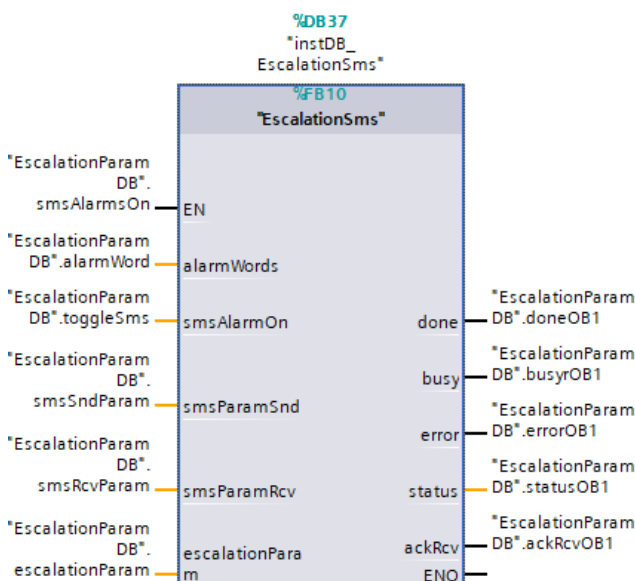 %DB37
"instDB_
EscalationSms"
%FB10
"EscalationSms"
"EscalationParam
DB".
smsAlarmsOn
EN
"EscalationParam
DB".alarmWord
alarmWords
"EscalationParam
DB".toggleSms
smsAlarmOn
"EscalationParam
DB".
smsSndParam
smsParamSnd
"EscalationParam
DB".
smsRcvParam
smsParamRcv
"EscalationParam
DB".
escalationParam
escalationPara
m
done
"EscalationParam
DB".doneOB1
busy
"EscalationParam
DB".busyrOB1
error
"EscalationParam
DB".errorOB1
status
"EscalationParam
DB".statusOB1
ackRcv
"EscalationParam
DB".ackRcvOB1
ENO